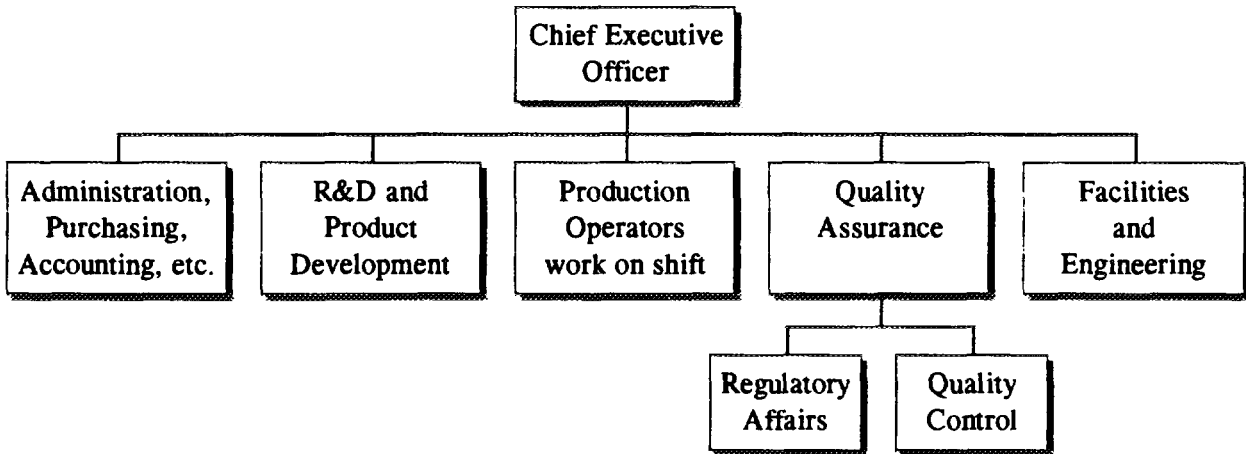 Chief Executive
Officer
Administration,
Purchasing,
Accounting, etc.
R&D and
Product
Development
Production
Operators
work on shift
Quality
Assurance
Facilities
and
Engineering
Regulatory
Affairs
Quality
Control